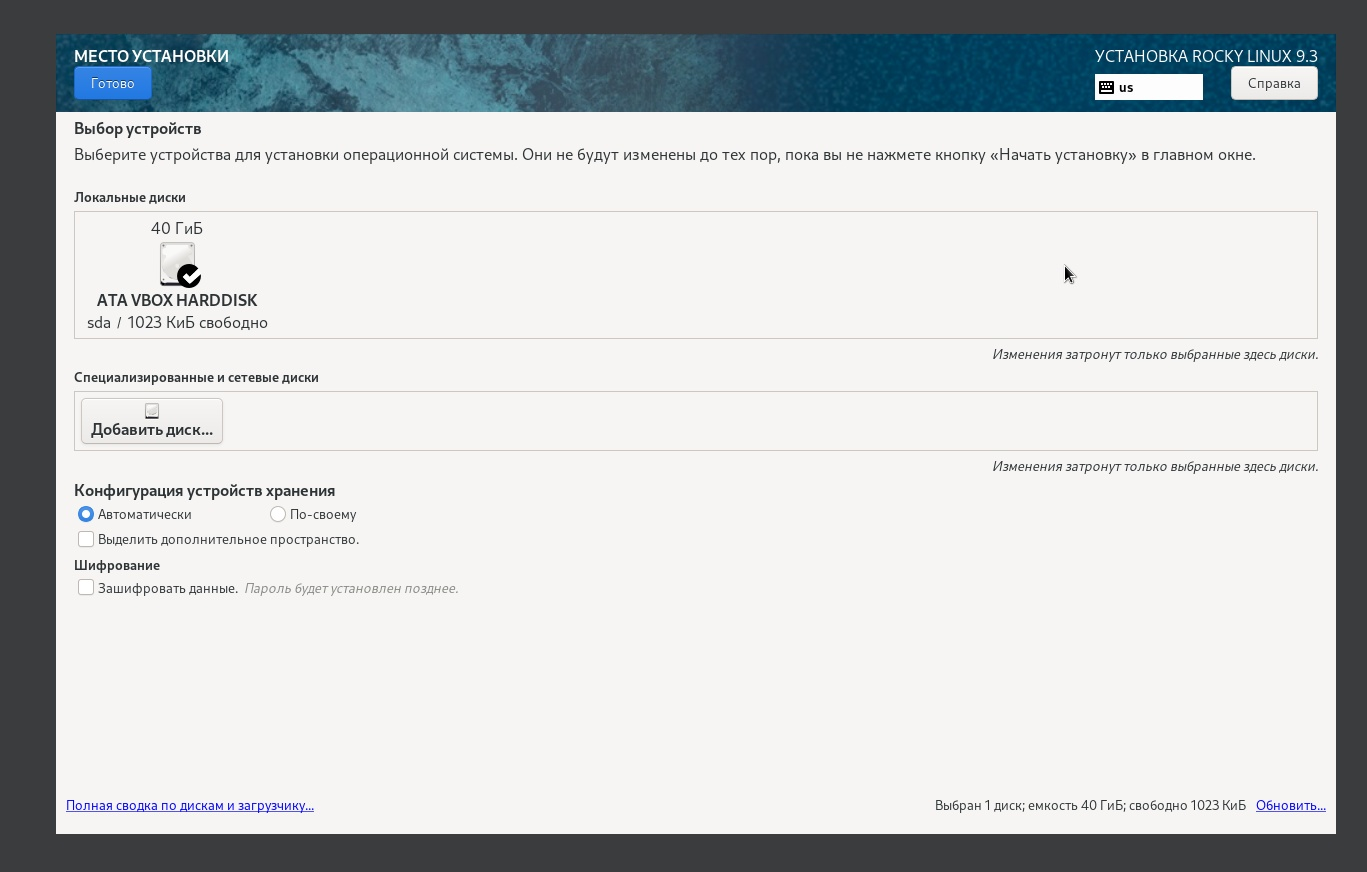 МЕСТО УСТАНОВКИ
УСТАНОВКА ROCKY LINUX 9.3
Готово
us
Справка
Выбор устройств
Выберите устройства для установки операционной системы. Они не будут изменены до тех пор, пока вы не нажмете кнопку «Начать установку» в главном окне.
Локальные диски
40 ГиБ
ATA VBOX HARDDISK
sda / 1023 КиБ свободно
Изменения затронут только выбранные здесь диски.
Специализированные и сетевые диски
Добавить диск...
Изменения затронут только выбранные здесь диски.
Конфигурация устройств хранения
Автоматически
По-своему
Выделить дополнительное пространство.
Шифрование
Зашифровать данные. Пароль будет установлен позднее.
Полная сводка по дискам и загрузчику...
Выбран 1 диск; емкость 40 ГиБ; свободно 1023 КиБ Обновить...